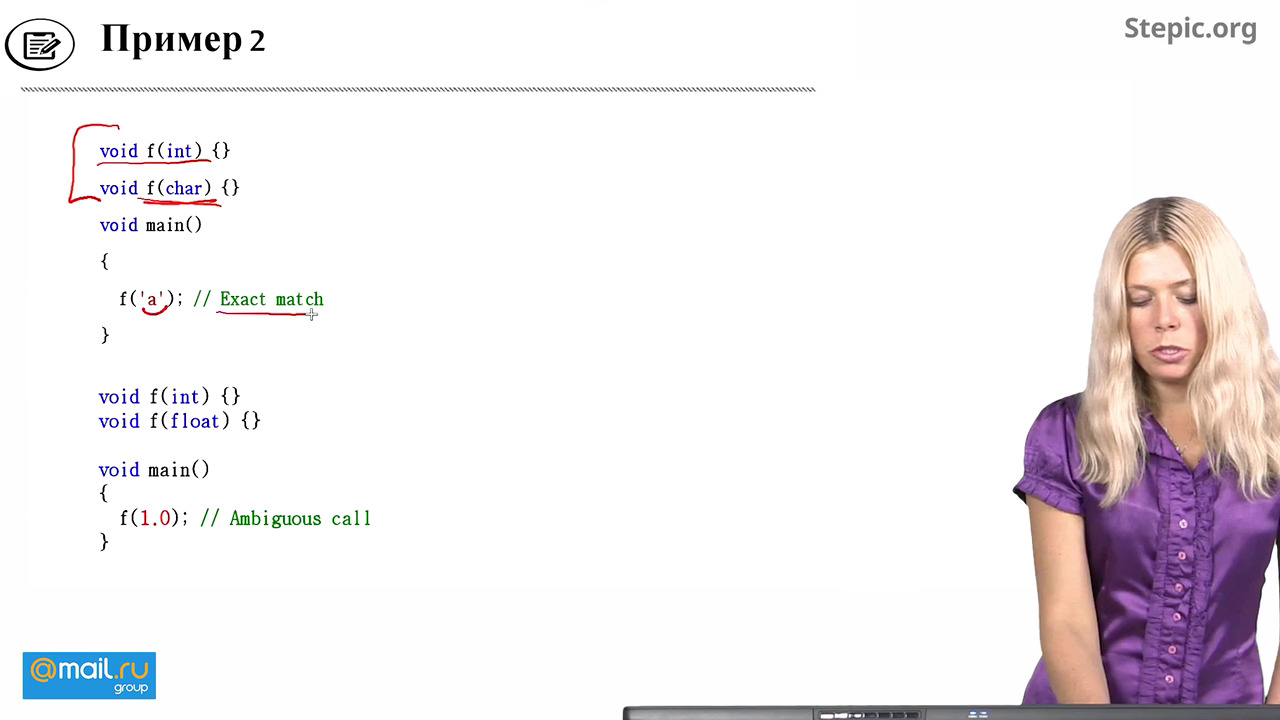 Пример 2
Stepic.org
void f(int) {}
void f(char) {}
void main()
{
f('a'); // Exact match
}
void f(int) {}
void f(float) {}
void main()
{
f(1.0); // Ambiguous call
}
@mail.ru
group